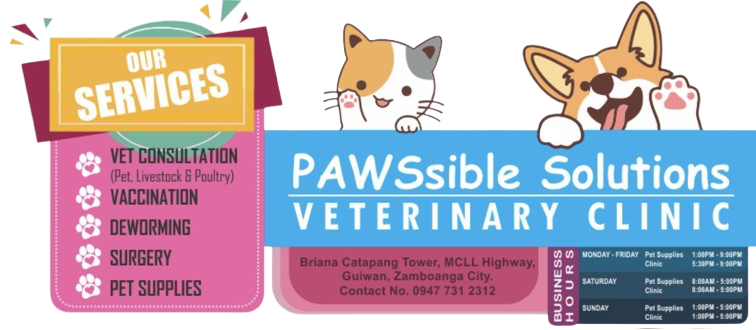 OUR
SERVICES
VET CONSULTATION
(Pet, Livestock & Poultry)
VACCINATION
DEWORMING
SURGERY
PET SUPPLIES
PAWSsible Solutions
VETERINARY CLINIC
Briana Catapang Tower, MCLL Highway,
Guiwan, Zamboanga City.
Contact No. 0947 731 2312
BUSINESS
HOURS
MONDAY - FRIDAY Pet Supplies 1:00PM - 9:00PM
Clinic 5:30PM - 9:00PM
SATURDAY Pet Supplies 8:00AM - 5:00PM
Clinic 8:00AM - 5:00PM
SUNDAY Pet Supplies 1:00PM - 5:00PM
Clinic 1:00PM - 5:00PM